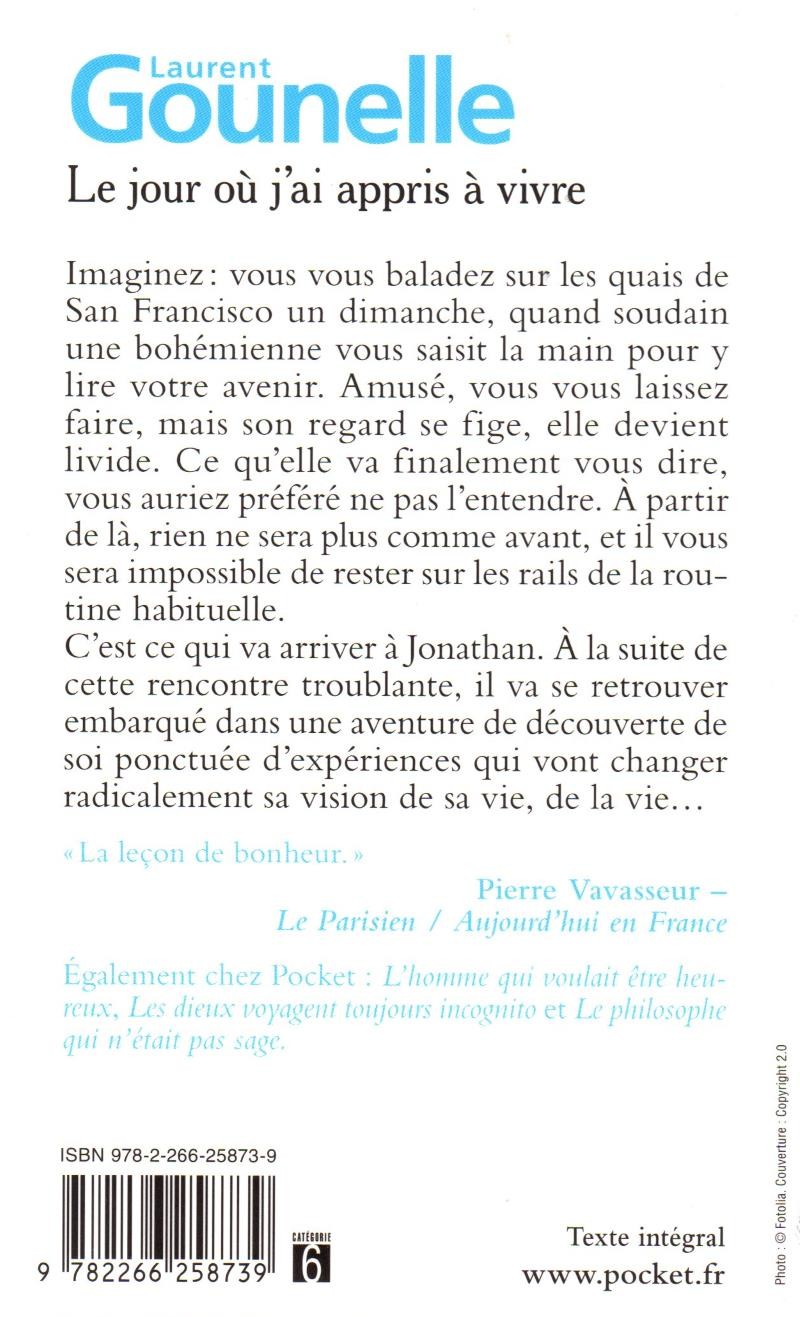 Laurent
Gounelle
Le jour où j'ai appris à vivre
Imaginez : vous vous baladez sur les quais de
San Francisco un dimanche, quand soudain
une bohémienne vous saisit la main pour y
lire votre avenir. Amusé, vous vous laissez
faire, mais son regard se fige, elle devient
livide. Ce qu'elle va finalement vous dire,
vous auriez préféré ne pas l'entendre. À partir
de là, rien ne sera plus comme avant, et il vous
sera impossible de rester sur les rails de la rou-
tine habituelle.
C'est ce qui va arriver à Jonathan. À la suite de
cette rencontre troublante, il va se retrouver
embarqué dans une aventure de découverte de
soi ponctuée d'expériences qui vont changer
radicalement sa vision de sa vie, de la vie…
« La leçon de bonheur. »
Pierre Vavasseur –
Le Parisien / Aujourd'hui en France
Également chez Pocket : L'homme qui voulait être heu-
reux, Les dieux voyagent toujours incognito et Le philosophe
qui n'était pas sage.
ISBN 978-2-266-25873-9
9 782266 258739
CATÉGORIE
6
Texte intégral
www.pocket.fr
Photo : © Fotolia. Couverture : Copyright 2.0